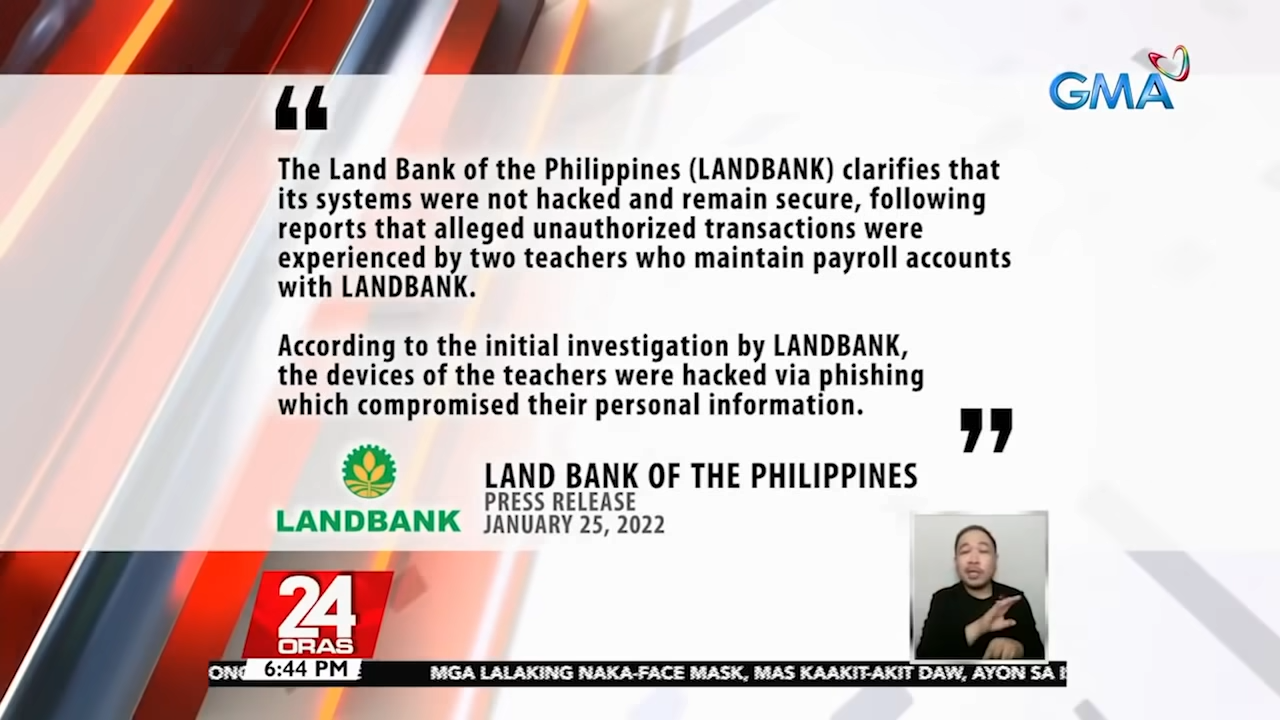 GMA
“
The Land Bank of the Philippines (LANDBANK) clarifies that
its systems were not hacked and remain secure, following
reports that alleged unauthorized transactions were
experienced by two teachers who maintain payroll accounts
with LANDBANK.
According to the initial investigation by LANDBANK,
the devices of the teachers were hacked via phishing
which compromised their personal information.
”
LANDBANK
LAND BANK OF THE PHILIPPINES
PRESS RELEASE
JANUARY 25, 2022
24
ORAS
6:44 PM
MGA LALAKING NAKA-FACE MASK, MAS KAAKIT-AKIT DAW, AYON SA